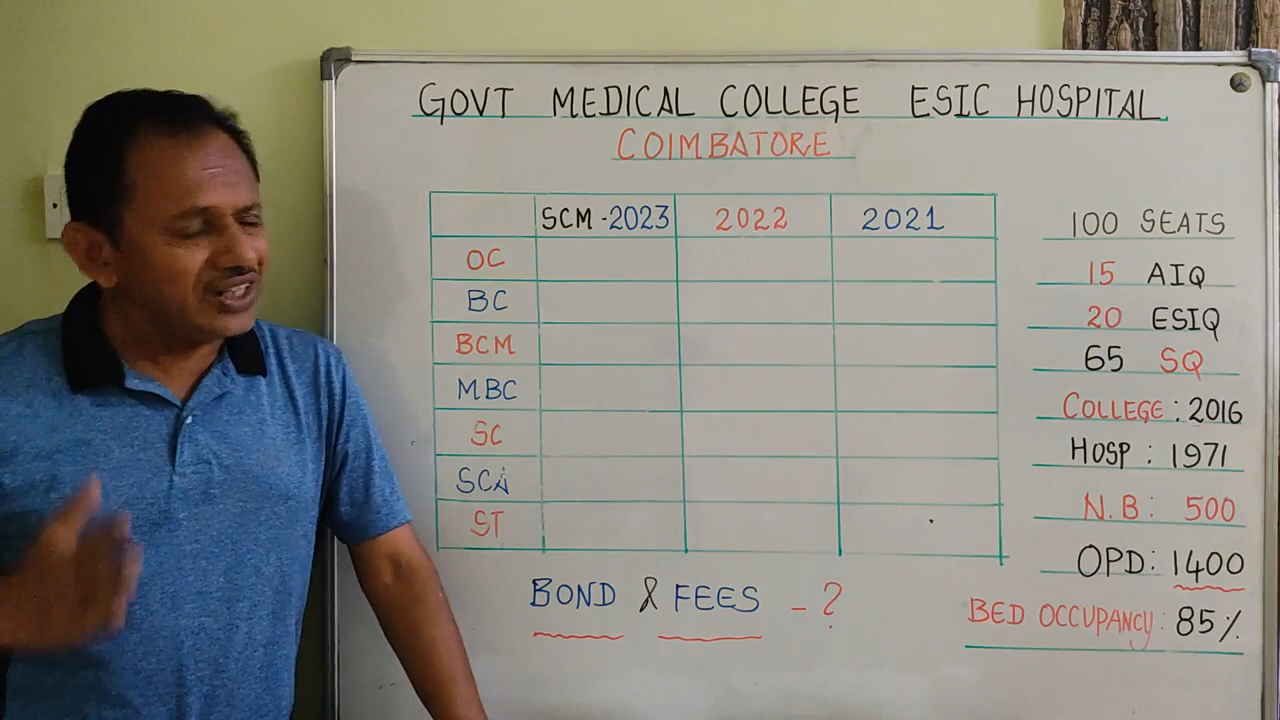 GOVT MEDICAL COLLEGE ESIC HOSPITAL
COIMBATORE
SCM - 2023 2022 2021
OC
BC
BCM
MBC
SC
SCA
ST
BOND & FEES - ?
100 SEATS
15 AIQ
20 ESIQ
65 SQ
COLLEGE : 2016
HOSP : 1971
N.B : 500
OPD : 1400
BED OCCUPANCY : 85%